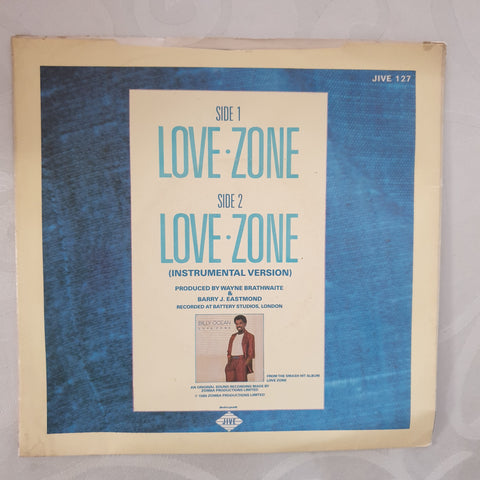 JIVE 127
SIDE 1
LOVE·ZONE
SIDE 2
LOVE·ZONE
(INSTRUMENTAL VERSION)
PRODUCED BY WAYNE BRATHWAITE
&
BARRY J. EASTMOND
RECORDED AT BATTERY STUDIOS, LONDON
BILLY OCEAN
LOVE ZONE
FROM THE SMASH HIT ALBUM
LOVE ZONE
AN ORIGINAL SOUND RECORDING MADE BY
ZOMBA PRODUCTIONS LIMITED
℗ 1986 ZOMBA PRODUCTIONS LIMITED
JIVE